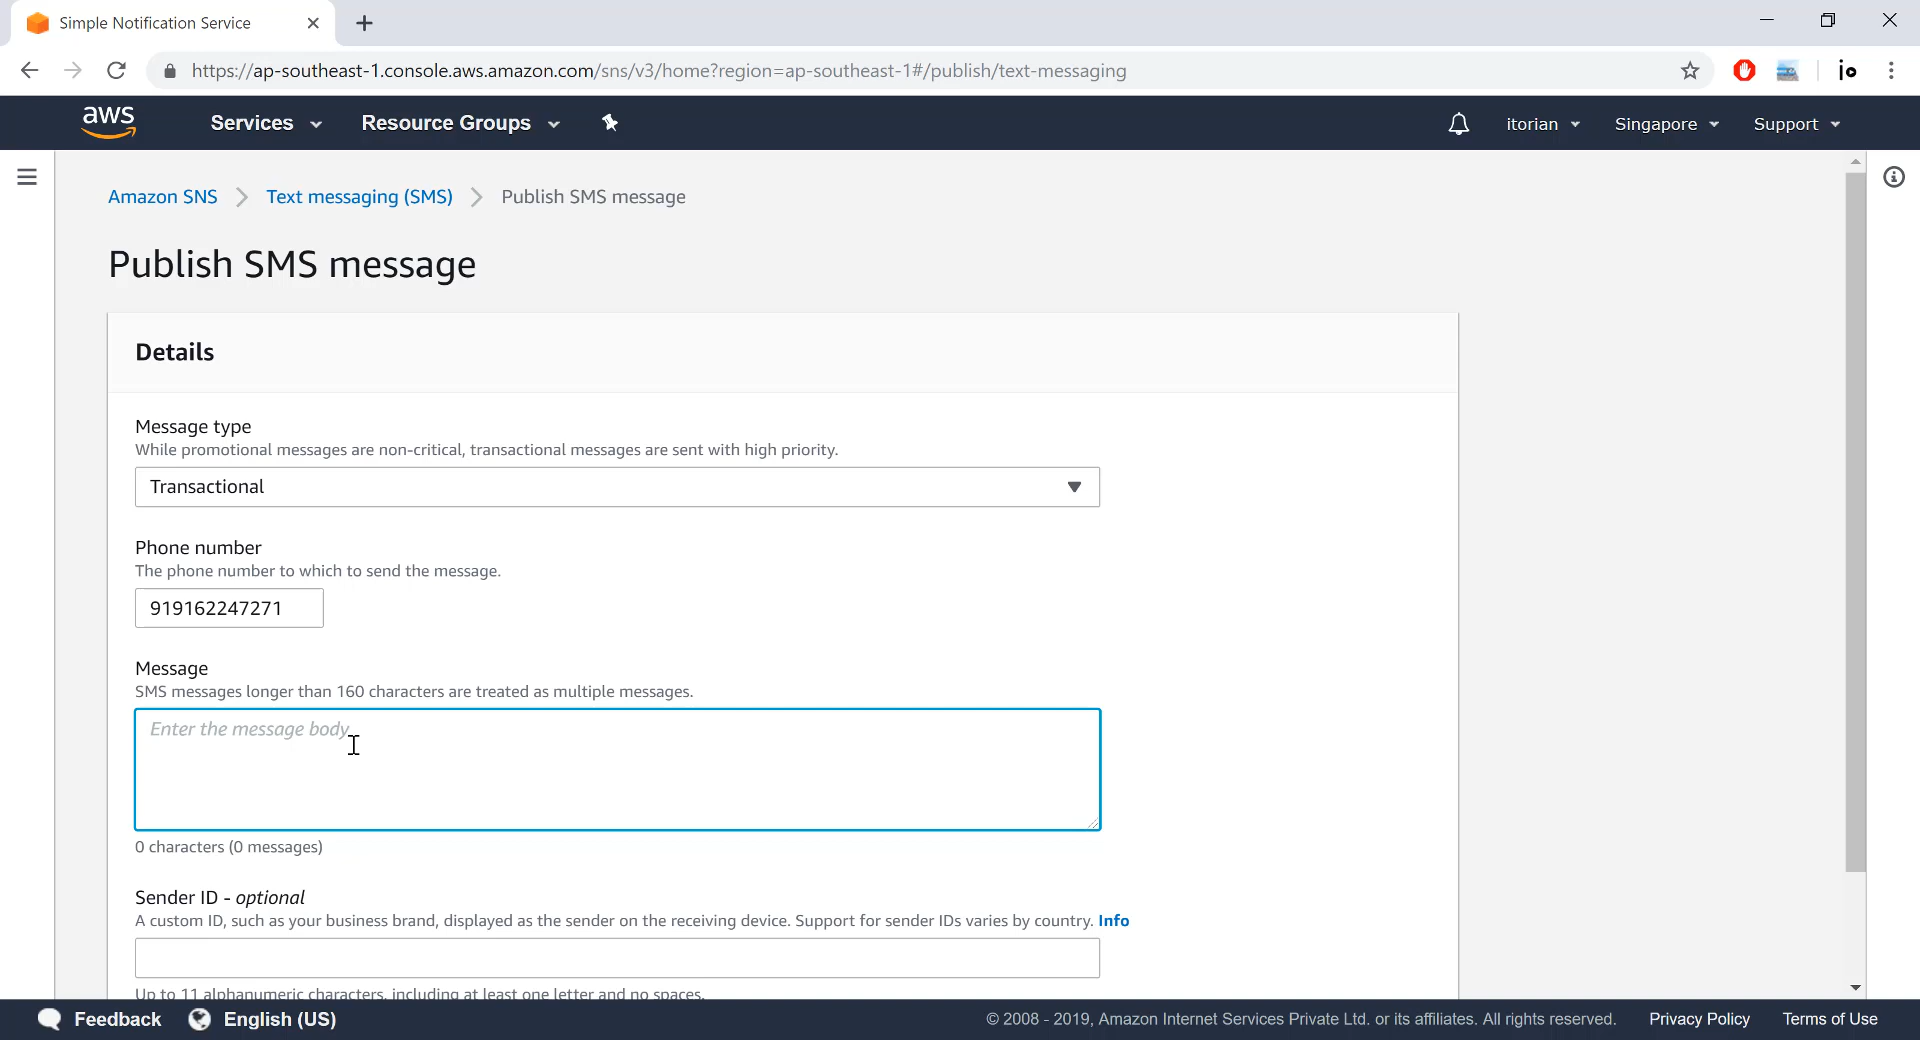 Simple Notification Service
https://ap-southeast-1.console.aws.amazon.com/sns/v3/home?region=ap-southeast-1#/publish/text-messaging
aws Services Resource Groups itorian Singapore Support
Amazon SNS Text messaging (SMS) Publish SMS message
Publish SMS message
Details
Message type
While promotional messages are non-critical, transactional messages are sent with high priority.
Transactional
Phone number
The phone number to which to send the message.
919162247271
Message
SMS messages longer than 160 characters are treated as multiple messages.
Enter the message body
0 characters (0 messages)
Sender ID - optional
A custom ID, such as your business brand, displayed as the sender on the receiving device. Support for sender IDs varies by country. Info
Up to 11 alphanumeric characters, including at least one letter and no spaces.
Feedback English (US) © 2008 - 2019, Amazon Internet Services Private Ltd. or its affiliates. All rights reserved. Privacy Policy Terms of Use